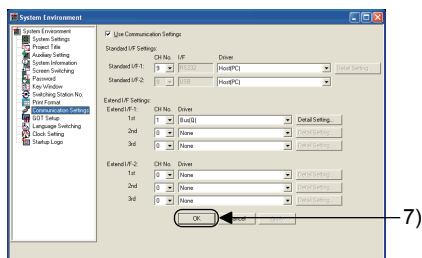 System Environment
System Environment
System Settings
Project Title
Auxiliary Setting
System Information
Screen Switching
Password
Key Window
Switching Station No.
Print Format
Communication Settings
GOT Setup
Language Switching
Clock Setting
Startup Logo
Use Communication Settings
Standard I/F Settings:
CH No. I/F Driver
Standard I/F-1: 9 RS232 Host(PC) Detail Setting...
Standard I/F-2: 9 USB Host(PC)
Extend I/F Settings:
Extend I/F-1: CH No. Driver
1st 1 Bus(Q) Detail Setting...
2nd 0 None Detail Setting...
3rd 0 None Detail Setting...
Extend I/F-2: CH No. Driver
1st 0 None Detail Setting...
2nd 0 None Detail Setting...
3rd 0 None Detail Setting...
OK Cancel
7)